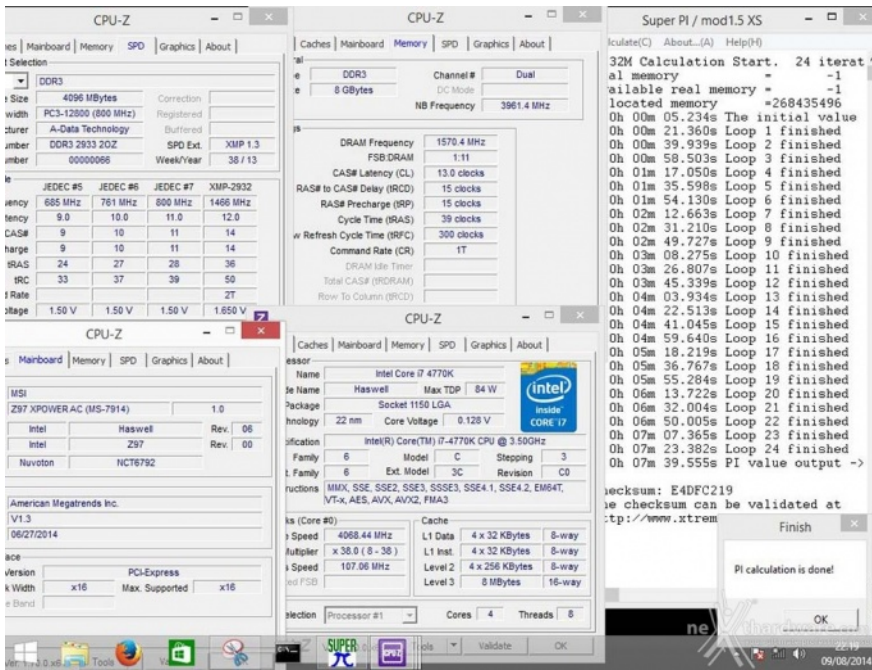 CPU-Z
Mainboard Memory SPD Graphics About
DDR3
Size 4096 MBytes Correction
PC3-12800 (800 MHz) Registered
A-Data Technology Buffered
DDR3 2933 2OZ SPD Ext. XMP 1.3
00000066 Week/Year 38 / 13
JEDEC #5 JEDEC #6 JEDEC #7 XMP-2932
685 MHz 761 MHz 800 MHz 1466 MHz
9.0 10.0 11.0 12.0
CAS# 9 10 11 14
9 10 11 14
tRAS 24 27 28 36
tRC 33 37 39 50
Rate 2T
1.50 V 1.50 V 1.50 V 1.650 V
CPU-Z
Caches Mainboard Memory SPD Graphics About
DDR3 Channel # Dual
8 GBytes DC Mode
NB Frequency 3961.4 MHz
DRAM Frequency 1570.4 MHz
FSB:DRAM 1:11
CAS# Latency (CL) 13.0 clocks
RAS# to CAS# Delay (tRCD) 15 clocks
RAS# Precharge (tRP) 15 clocks
Cycle Time (tRAS) 39 clocks
Refresh Cycle Time (tRFC) 300 clocks
Command Rate (CR) 1T
DRAM Idle Timer
Total CAS# (tRDRAM)
Row To Column (tRCD)
CPU-Z
Mainboard Memory SPD Graphics About
MSI
Z97 XPOWER AC (MS-7914) 1.0
Intel Haswell Rev. 06
Intel Z97 Rev. 00
Nuvoton NCT6792
American Megatrends Inc.
V1.3
06/27/2014
Version PCI-Express
Width x16 Max. Supported x16
Band
CPU-Z
Caches Mainboard Memory SPD Graphics About
Name Intel Core i7 4770K
Name Haswell Max TDP 84 W
Package Socket 1150 LGA
22 nm Core Voltage 0.128 V
intel inside CORE i7
Intel(R) Core(TM) i7-4770K CPU @ 3.50GHz
Family 6 Model C Stepping 3
Family 6 Ext. Model 3C Revision C0
MMX, SSE, SSE2, SSE3, SSSE3, SSE4.1, SSE4.2, EM64T,
VT-x, AES, AVX, AVX2, FMA3
(Core #0) Cache
Speed 4068.44 MHz L1 Data 4 x 32 KBytes 8-way
x 38.0 ( 8 - 38 ) L1 Inst. 4 x 32 KBytes 8-way
Speed 107.06 MHz Level 2 4 x 256 KBytes 8-way
FSB Level 3 8 MBytes 16-way
Processor #1 Cores 4 Threads 8
Tools Validate OK
Super PI / mod1.5 XS
About...(A) Help(H)
32M Calculation Start. 24 iterat
memory = -1
real memory = -1
memory =268435496
0h 00m 05.234s The initial value
0h 00m 21.360s Loop 1 finished
0h 00m 39.939s Loop 2 finished
0h 00m 58.503s Loop 3 finished
0h 01m 17.050s Loop 4 finished
0h 01m 35.598s Loop 5 finished
0h 01m 54.130s Loop 6 finished
0h 02m 12.663s Loop 7 finished
0h 02m 31.210s Loop 8 finished
0h 02m 49.727s Loop 9 finished
0h 03m 08.275s Loop 10 finished
0h 03m 26.807s Loop 11 finished
0h 03m 45.339s Loop 12 finished
0h 04m 03.934s Loop 13 finished
0h 04m 22.513s Loop 14 finished
0h 04m 41.045s Loop 15 finished
0h 04m 59.640s Loop 16 finished
0h 05m 18.219s Loop 17 finished
0h 05m 36.767s Loop 18 finished
0h 05m 55.284s Loop 19 finished
0h 06m 13.722s Loop 20 finished
0h 06m 32.004s Loop 21 finished
0h 06m 50.005s Loop 22 finished
0h 07m 07.365s Loop 23 finished
0h 07m 23.382s Loop 24 finished
0h 07m 39.555s PI value output ->
ecksum: E4DFC219
e checksum can be validated at
tp://www.xtrem
Finish
PI calculation is done!
OK
Tools
SUPER π
CPU-Z
22:19
09/08/2014